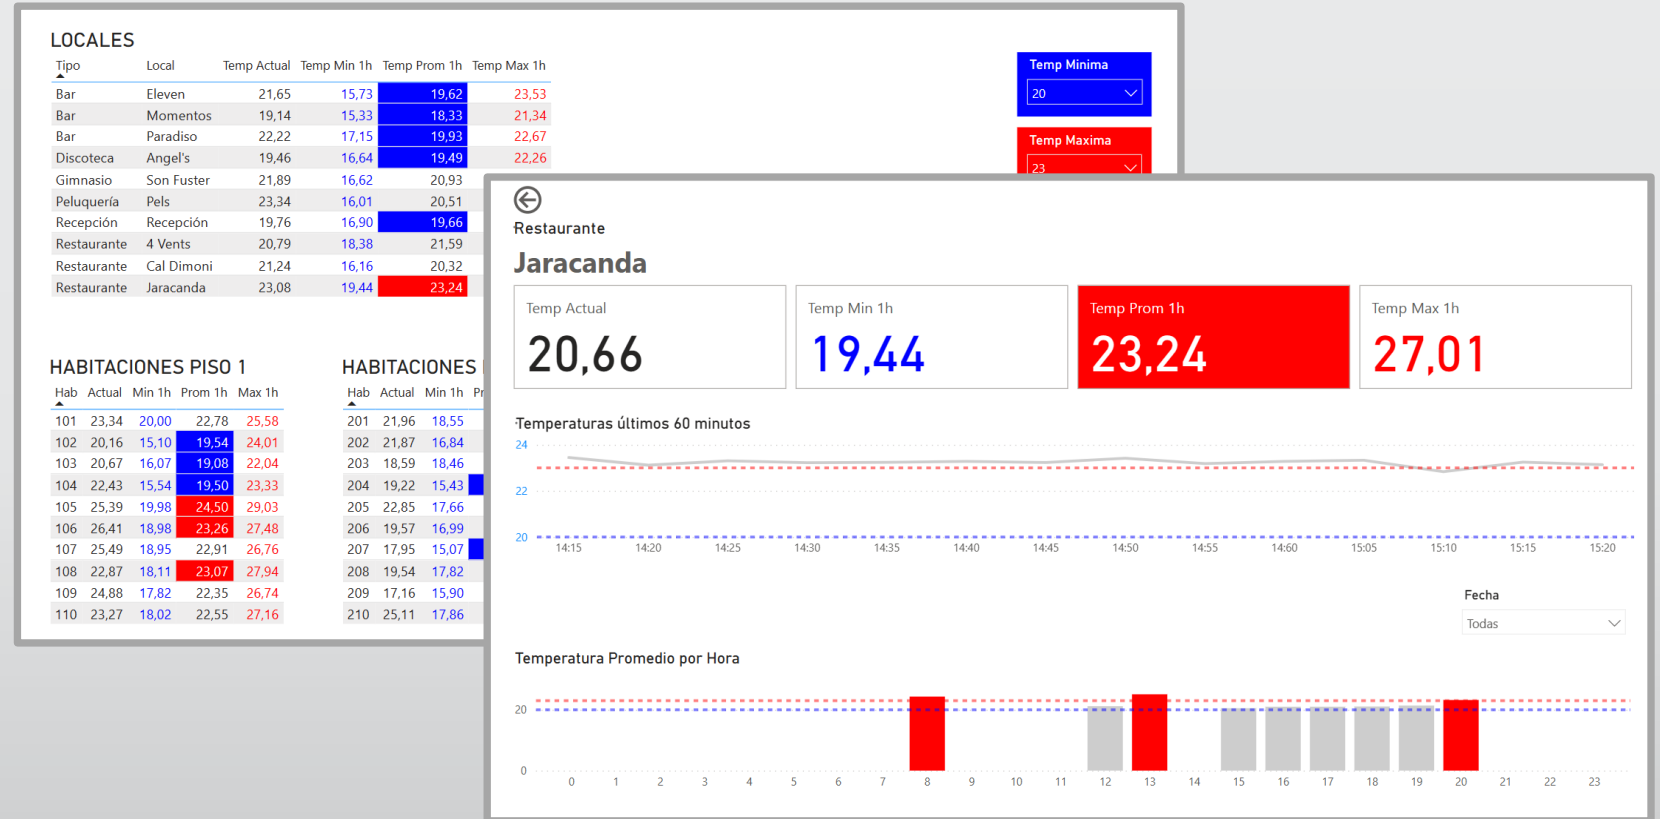 LOCALES
Tipo Local Temp Actual Temp Min 1h Temp Prom 1h Temp Max 1h
Bar Eleven 21,65 15,73 19,62 23,53
Bar Momentos 19,14 15,33 18,33 21,34
Bar Paradiso 22,22 17,15 19,93 22,67
Discoteca Angel's 19,46 16,64 19,49 22,26
Gimnasio Son Fuster 21,89 16,62 20,93
Peluquería Pels 23,34 16,01 20,51
Recepción Recepción 19,76 16,90 19,66
Restaurante 4 Vents 20,79 18,38 21,59
Restaurante Cal Dimoni 21,24 16,16 20,32
Restaurante Jaracanda 23,08 19,44 23,24
Temp Minima
20
Temp Maxima
23
HABITACIONES PISO 1
Hab Actual Min 1h Prom 1h Max 1h
101 23,34 20,00 22,78 25,58
102 20,16 15,10 19,54 24,01
103 20,67 16,07 19,08 22,04
104 22,43 15,54 19,50 23,33
105 25,39 19,98 24,50 29,03
106 26,41 18,98 23,26 27,48
107 25,49 18,95 22,91 26,76
108 22,87 18,11 23,07 27,94
109 24,88 17,82 22,35 26,74
110 23,27 18,02 22,55 27,16
HABITACIONES
Hab Actual Min 1h Pr
201 21,96 18,55
202 21,87 16,84
203 18,59 18,46
204 19,22 15,43
205 22,85 17,66
206 19,57 16,99
207 17,95 15,07
208 19,54 17,82
209 17,16 15,90
210 25,11 17,86
Restaurante
Jaracanda
Temp Actual
20,66
Temp Min 1h
19,44
Temp Prom 1h
23,24
Temp Max 1h
27,01
Temperaturas últimos 60 minutos
24
22
20
14:15 14:20 14:25 14:30 14:35 14:40 14:45 14:50 14:55 14:60 15:05 15:10 15:15 15:20
Fecha
Todas
Temperatura Promedio por Hora
20
0
0 1 2 3 4 5 6 7 8 9 10 11 12 13 14 15 16 17 18 19 20 21 22 23